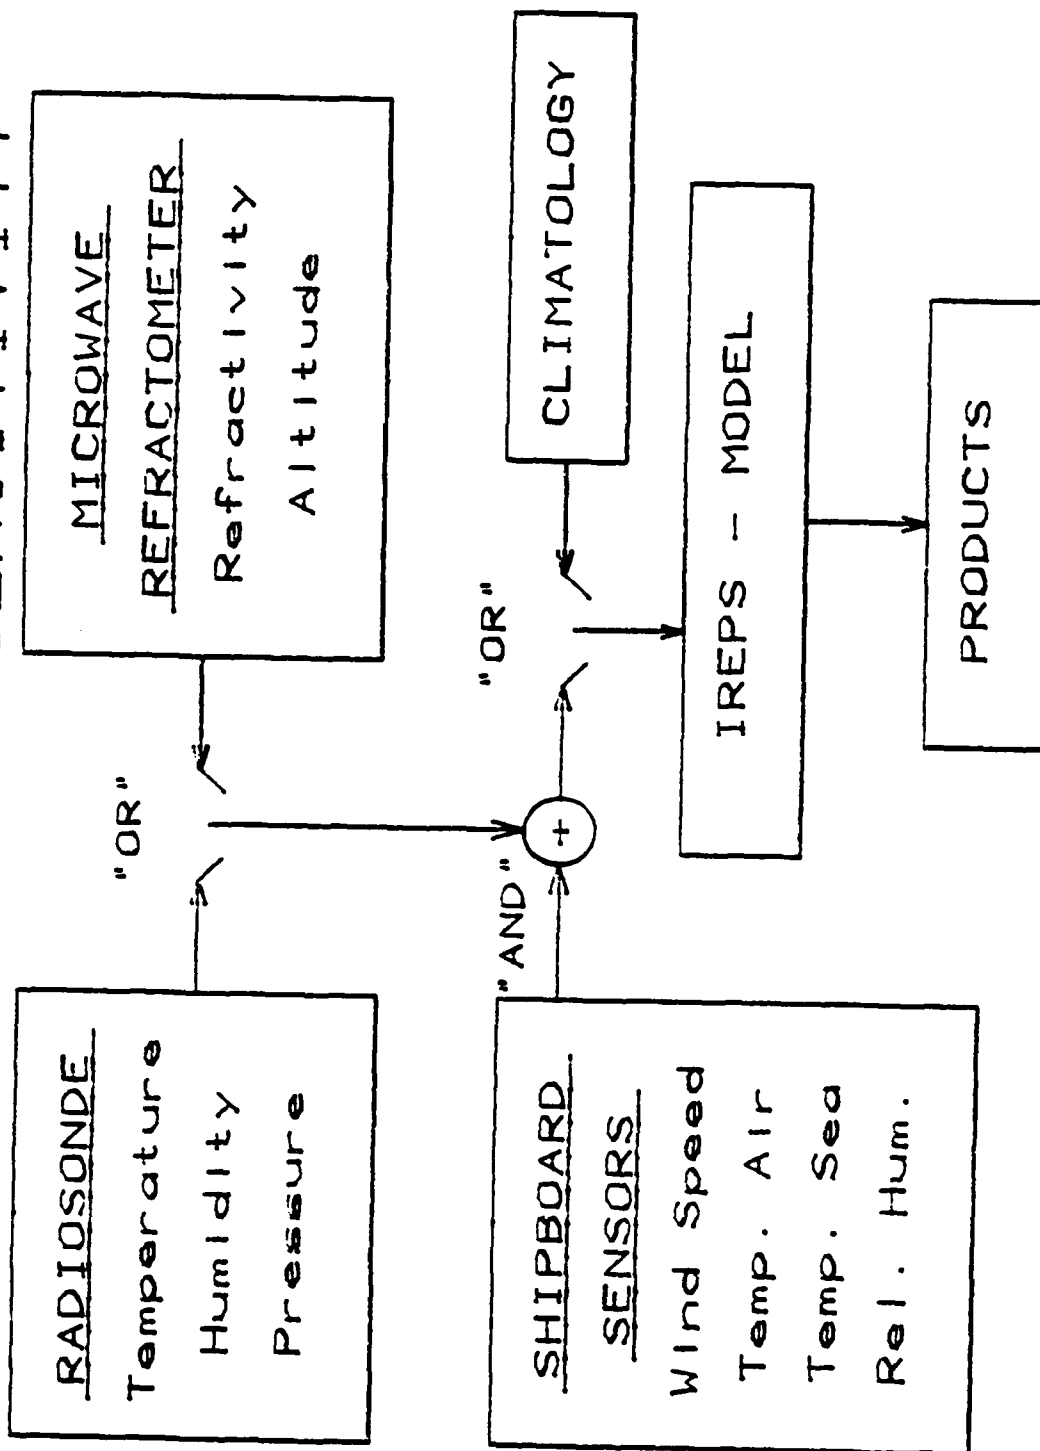 RADIOSONDE
Temperature
Humidity
Pressure
"OR"
MICROWAVE
REFRACTOMETER
Refractivity
Altitude
SHIPBOARD
SENSORS
Wind Speed
Temp. Air
Temp. Sea
Rel. Hum.
"AND"
+
"OR"
CLIMATOLOGY
IREPS - MODEL
PRODUCTS